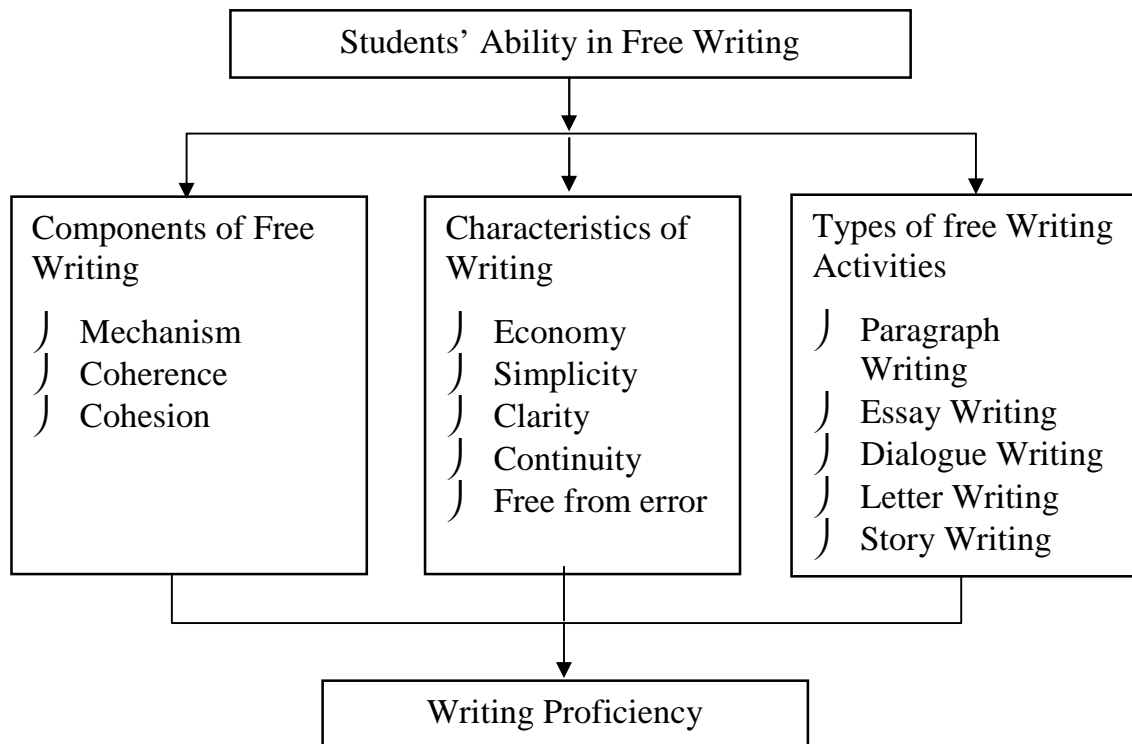 Students’ Ability in Free Writing
Components of Free
Writing
Mechanism
Coherence
Cohesion
Characteristics of
Writing
Economy
Simplicity
Clarity
Continuity
Free from error
Types of free Writing
Activities
Paragraph
Writing
Essay Writing
Dialogue Writing
Letter Writing
Story Writing
Writing Proficiency